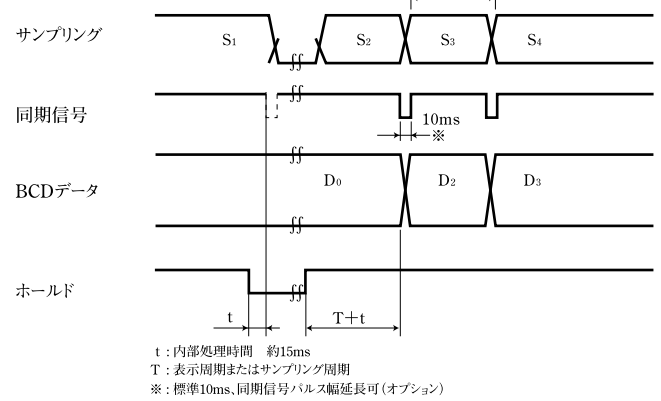 サンプリング S1 S2 S3 S4
同期信号
10ms
※
BCDデータ D0 D2 D3
ホールド
t T+t
t:内部処理時間 約15ms
T:表示周期またはサンプリング周期
※:標準10ms、同期信号パルス幅延長可(オプション)